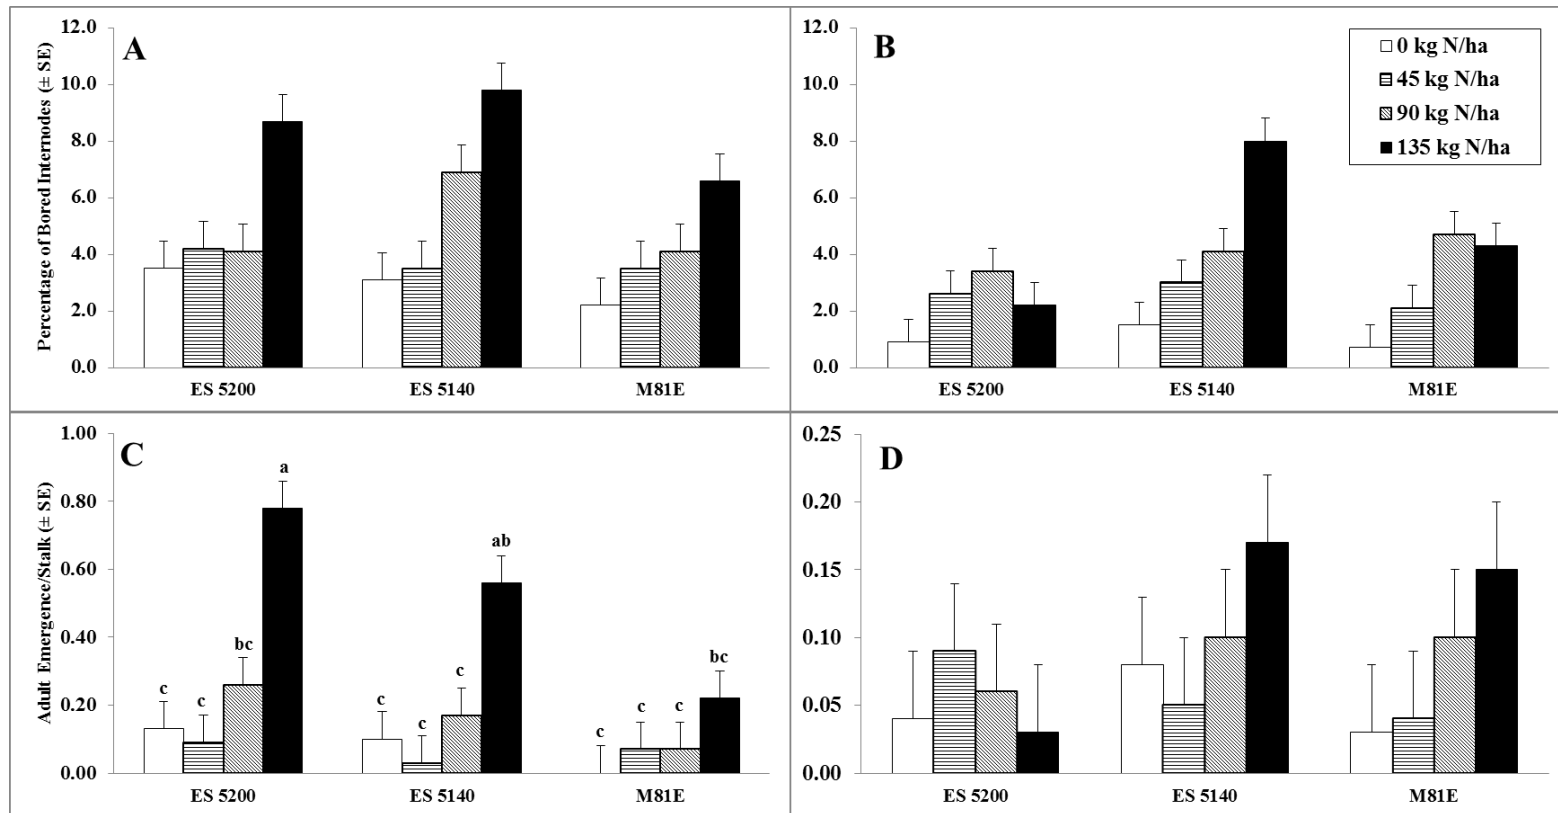 A
Percentage of Bored Internodes (± SE)
12.0
10.0
8.0
6.0
4.0
2.0
0.0
ES 5200
ES 5140
M81E
B
12.0
10.0
8.0
6.0
4.0
2.0
0.0
ES 5200
ES 5140
M81E
0 kg N/ha
45 kg N/ha
90 kg N/ha
135 kg N/ha
C
Adult Emergence/Stalk (± SE)
1.00
0.80
0.60
0.40
0.20
0.00
c
c
bc
a
c
c
c
ab
c
c
c
bc
ES 5200
ES 5140
M81E
D
0.25
0.20
0.15
0.10
0.05
0.00
ES 5200
ES 5140
M81E